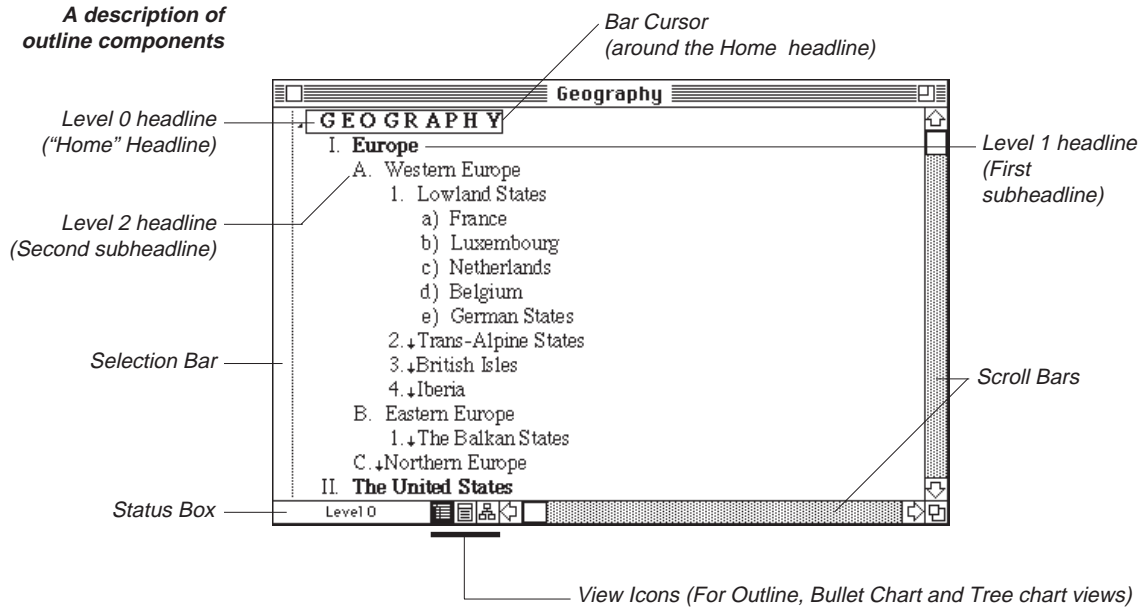 A description of
outline components
Bar Cursor
(around the Home headline)
Geography
Level 0 headline
("Home" Headline)
GEOGRAPHY
I. Europe
Level 1 headline
(First
subheadline)
A. Western Europe
1. Lowland States
Level 2 headline
(Second subheadline)
a) France
b) Luxembourg
c) Netherlands
d) Belgium
e) German States
2.↓Trans-Alpine States
Selection Bar
3.↓British Isles
Scroll Bars
4.↓Iberia
B. Eastern Europe
1.↓The Balkan States
C.↓Northern Europe
II. The United States
Status Box
Level 0
View Icons (For Outline, Bullet Chart and Tree chart views)